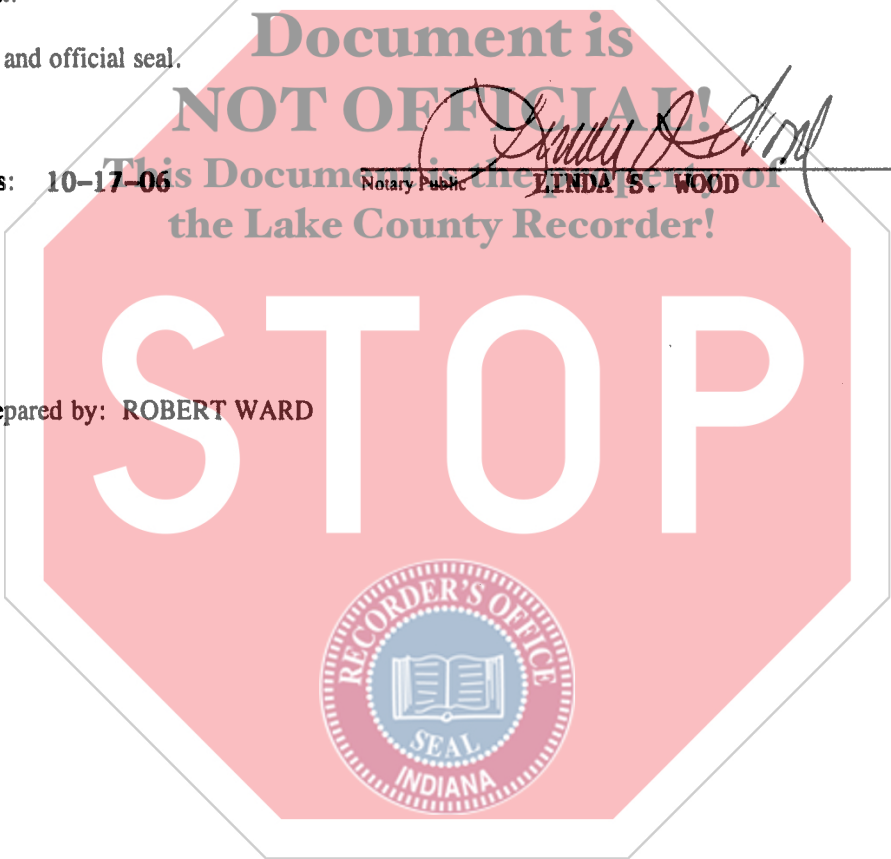 Document is
and official seal.
NOT OFFICIAL!
This Document is the property of
s: 10-17-06
Notary Public LINDA S. WOOD
the Lake County Recorder!
STOP
epared by: ROBERT WARD
RECORDER'S OFFICE
SEAL
INDIANA